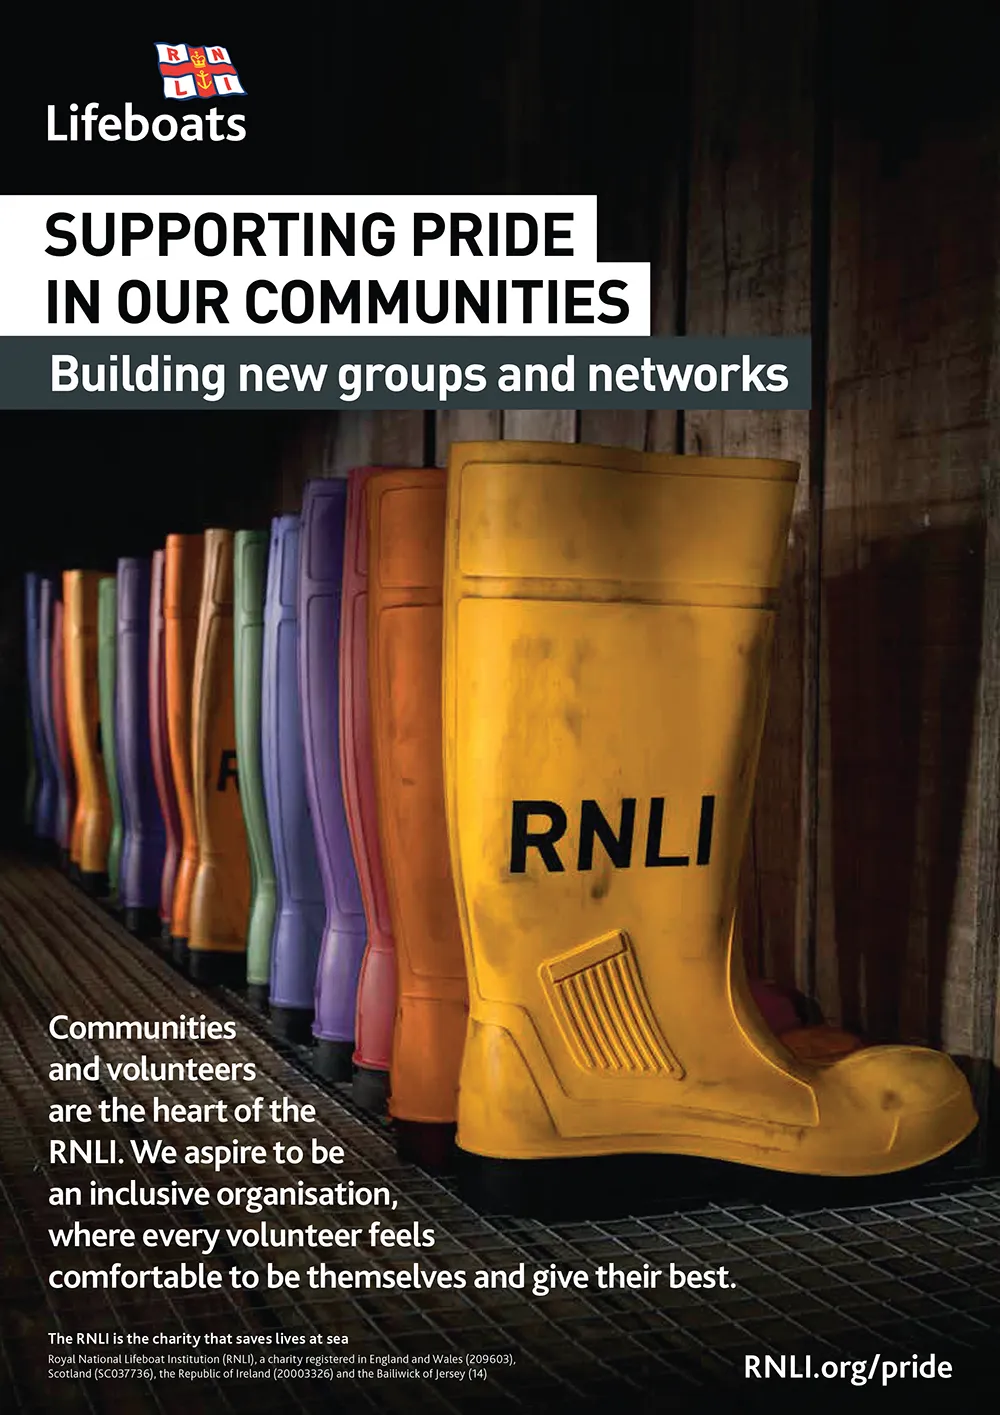 RN
LI
Lifeboats
SUPPORTING PRIDE
IN OUR COMMUNITIES
Building new groups and networks
R
RNLI
Communities
and volunteers
are the heart of the
RNLI. We aspire to be
an inclusive organisation,
where every volunteer feels
comfortable to be themselves and give their best.
The RNLI is the charity that saves lives at sea
Royal National Lifeboat Institution (RNLI), a charity registered in England and Wales (209603),
Scotland (SC037736), the Republic of Ireland (20003326) and the Bailiwick of Jersey (14)
RNLI.org/pride